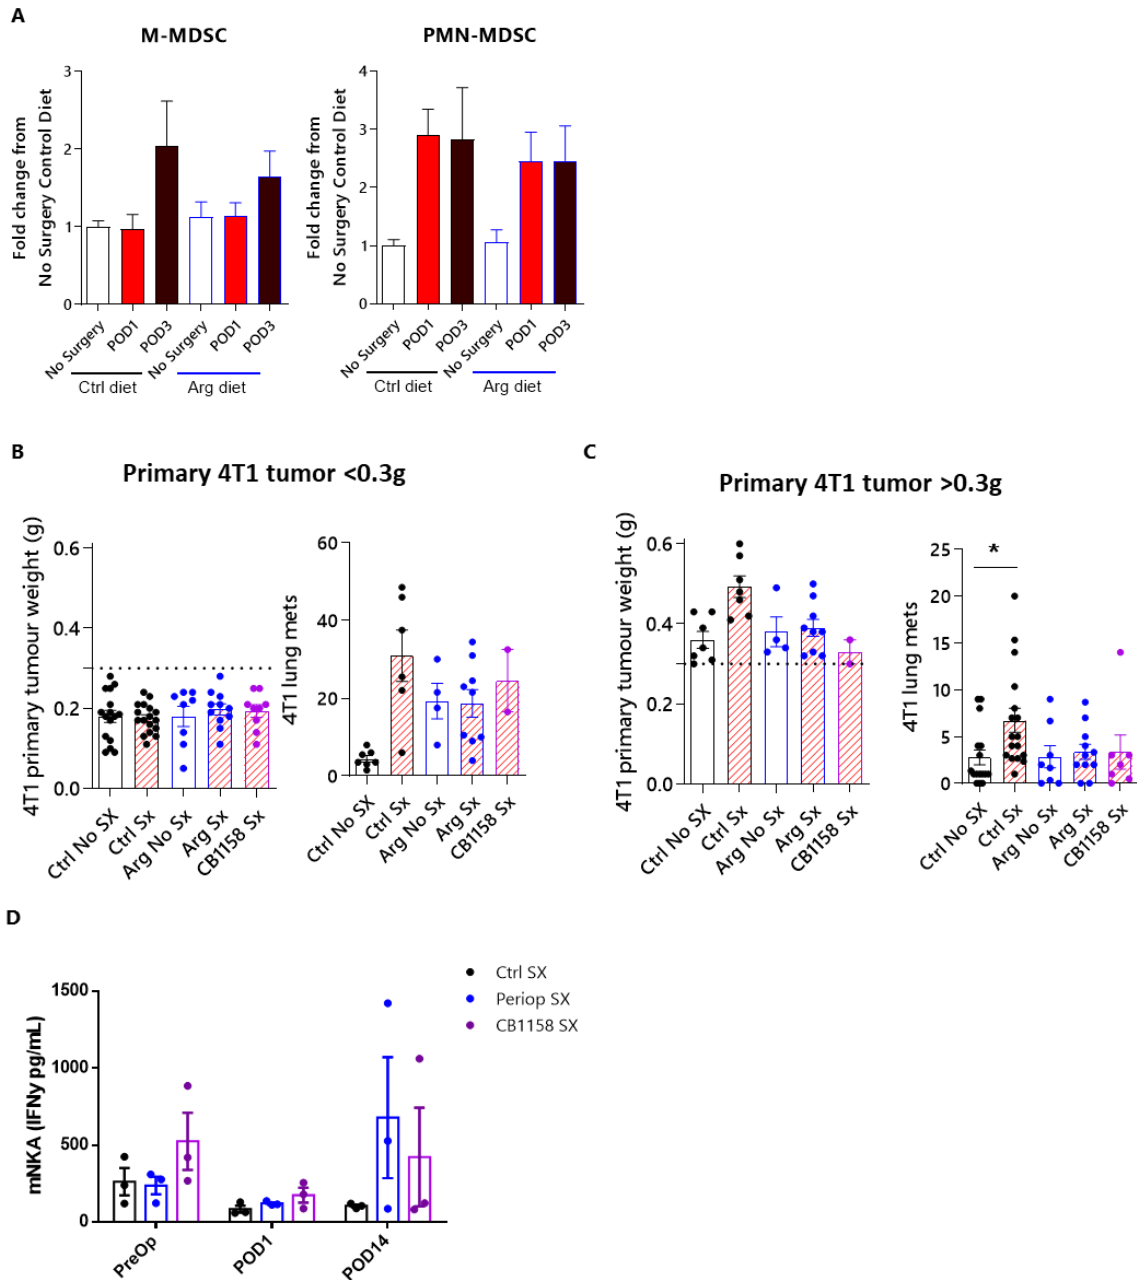 A
M-MDSC
Fold change from
No Surgery Control Diet
3
2
1
0
No Surgery
POD1
POD3
No Surgery
POD1
POD3
Ctrl diet
Arg diet
PMN-MDSC
Fold change from
No Surgery Control Diet
4
3
2
1
0
No Surgery
POD1
POD3
No Surgery
POD1
POD3
Ctrl diet
Arg diet
B
Primary 4T1 tumor <0.3g
4T1 primary tumour weight (g)
0.6
0.4
0.2
0.0
Ctrl No SX
Ctrl Sx
Arg No Sx
Arg Sx
CB1158 Sx
4T1 lung mets
60
40
20
0
Ctrl No SX
Ctrl Sx
Arg No Sx
Arg Sx
CB1158 Sx
C
Primary 4T1 tumor >0.3g
4T1 primary tumour weight (g)
0.6
0.4
0.2
0.0
Ctrl No SX
Ctrl Sx
Arg No Sx
Arg Sx
CB1158 Sx
4T1 lung mets
25
20
15
10
5
0
*
Ctrl No SX
Ctrl Sx
Arg No Sx
Arg Sx
CB1158 Sx
D
mNKA (IFNy pg/mL)
1500
1000
500
0
PreOp
POD1
POD14
Ctrl SX
Periop SX
CB1158 SX